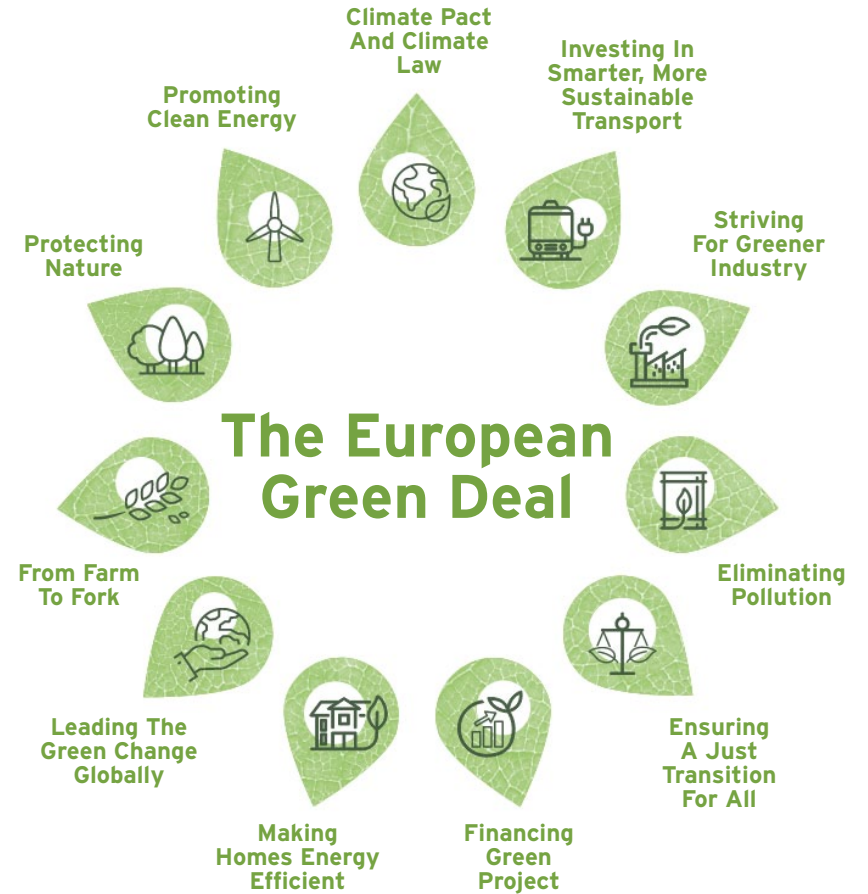 Climate Pact
And Climate
Law
Investing In
Smarter, More
Sustainable
Transport
Promoting
Clean Energy
Striving
For Greener
Industry
Protecting
Nature
The European
Green Deal
From Farm
To Fork
Eliminating
Pollution
Leading The
Green Change
Globally
Ensuring
A Just
Transition
For All
Making
Homes Energy
Efficient
Financing
Green
Project